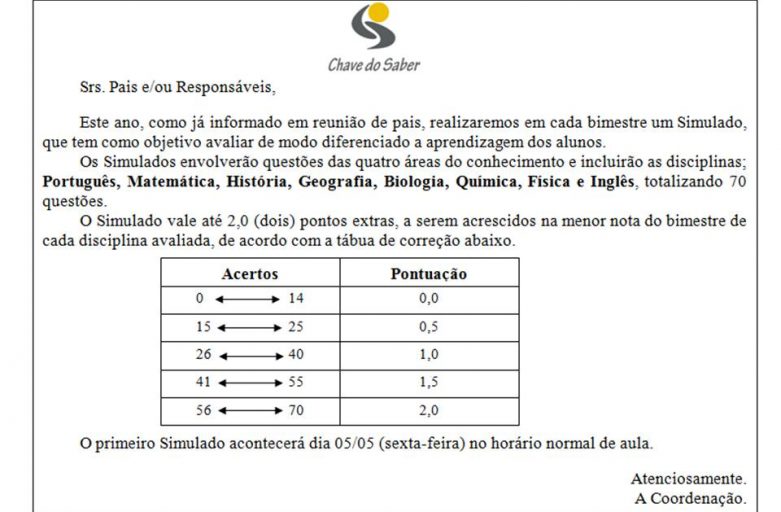 Chave do Saber
Srs. Pais e/ou Responsáveis,
Este ano, como já informado em reunião de pais, realizaremos em cada bimestre um Simulado,
que tem como objetivo avaliar de modo diferenciado a aprendizagem dos alunos.
Os Simulados envolverão questões das quatro áreas do conhecimento e incluirão as disciplinas;
Português, Matemática, História, Geografia, Biologia, Química, Física e Inglês, totalizando 70
questões.
O Simulado vale até 2,0 (dois) pontos extras, a serem acrescidos na menor nota do bimestre de
cada disciplina avaliada, de acordo com a tábua de correção abaixo.
Acertos Pontuação
0 ↔ 14 0,0
15 ↔ 25 0,5
26 ↔ 40 1,0
41 ↔ 55 1,5
56 ↔ 70 2,0
O primeiro Simulado acontecerá dia 05/05 (sexta-feira) no horário normal de aula.
Atenciosamente.
A Coordenação.